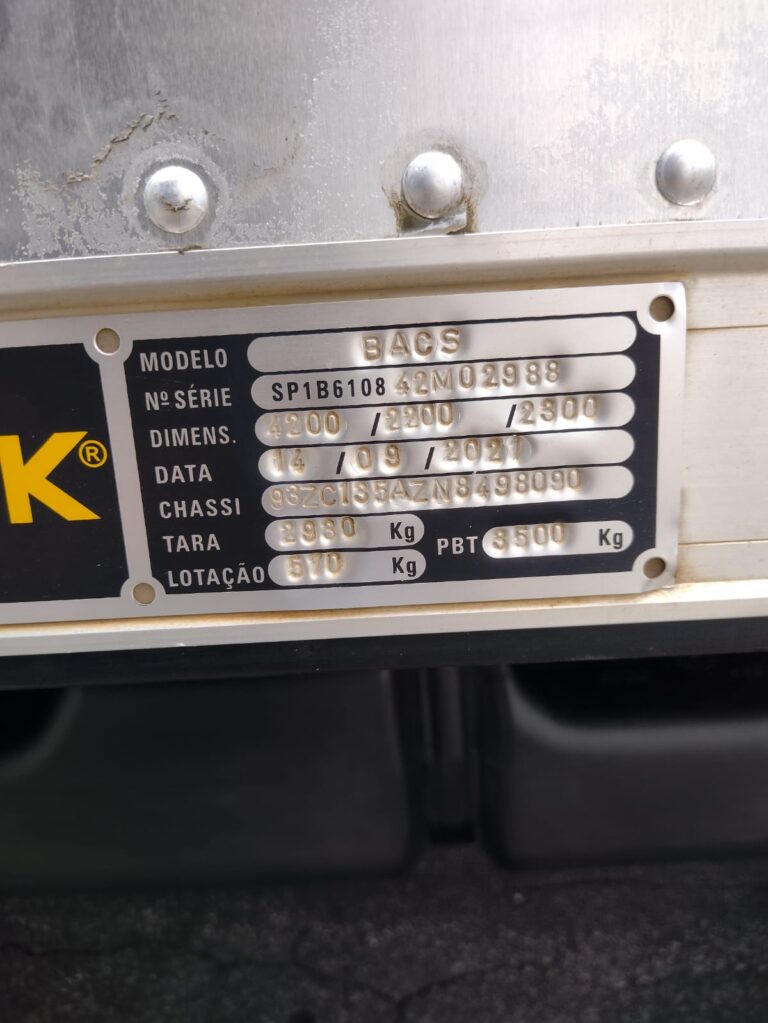 K®
MODELO BACS
Nº SÉRIE SP1B6108 42M02988
DIMENS. 4200 / 2200 / 2300
DATA 14 / 09 / 2021
CHASSI 93ZC135AZN8498090
TARA 2930 Kg
PBT 3500 Kg
LOTAÇÃO 570 Kg